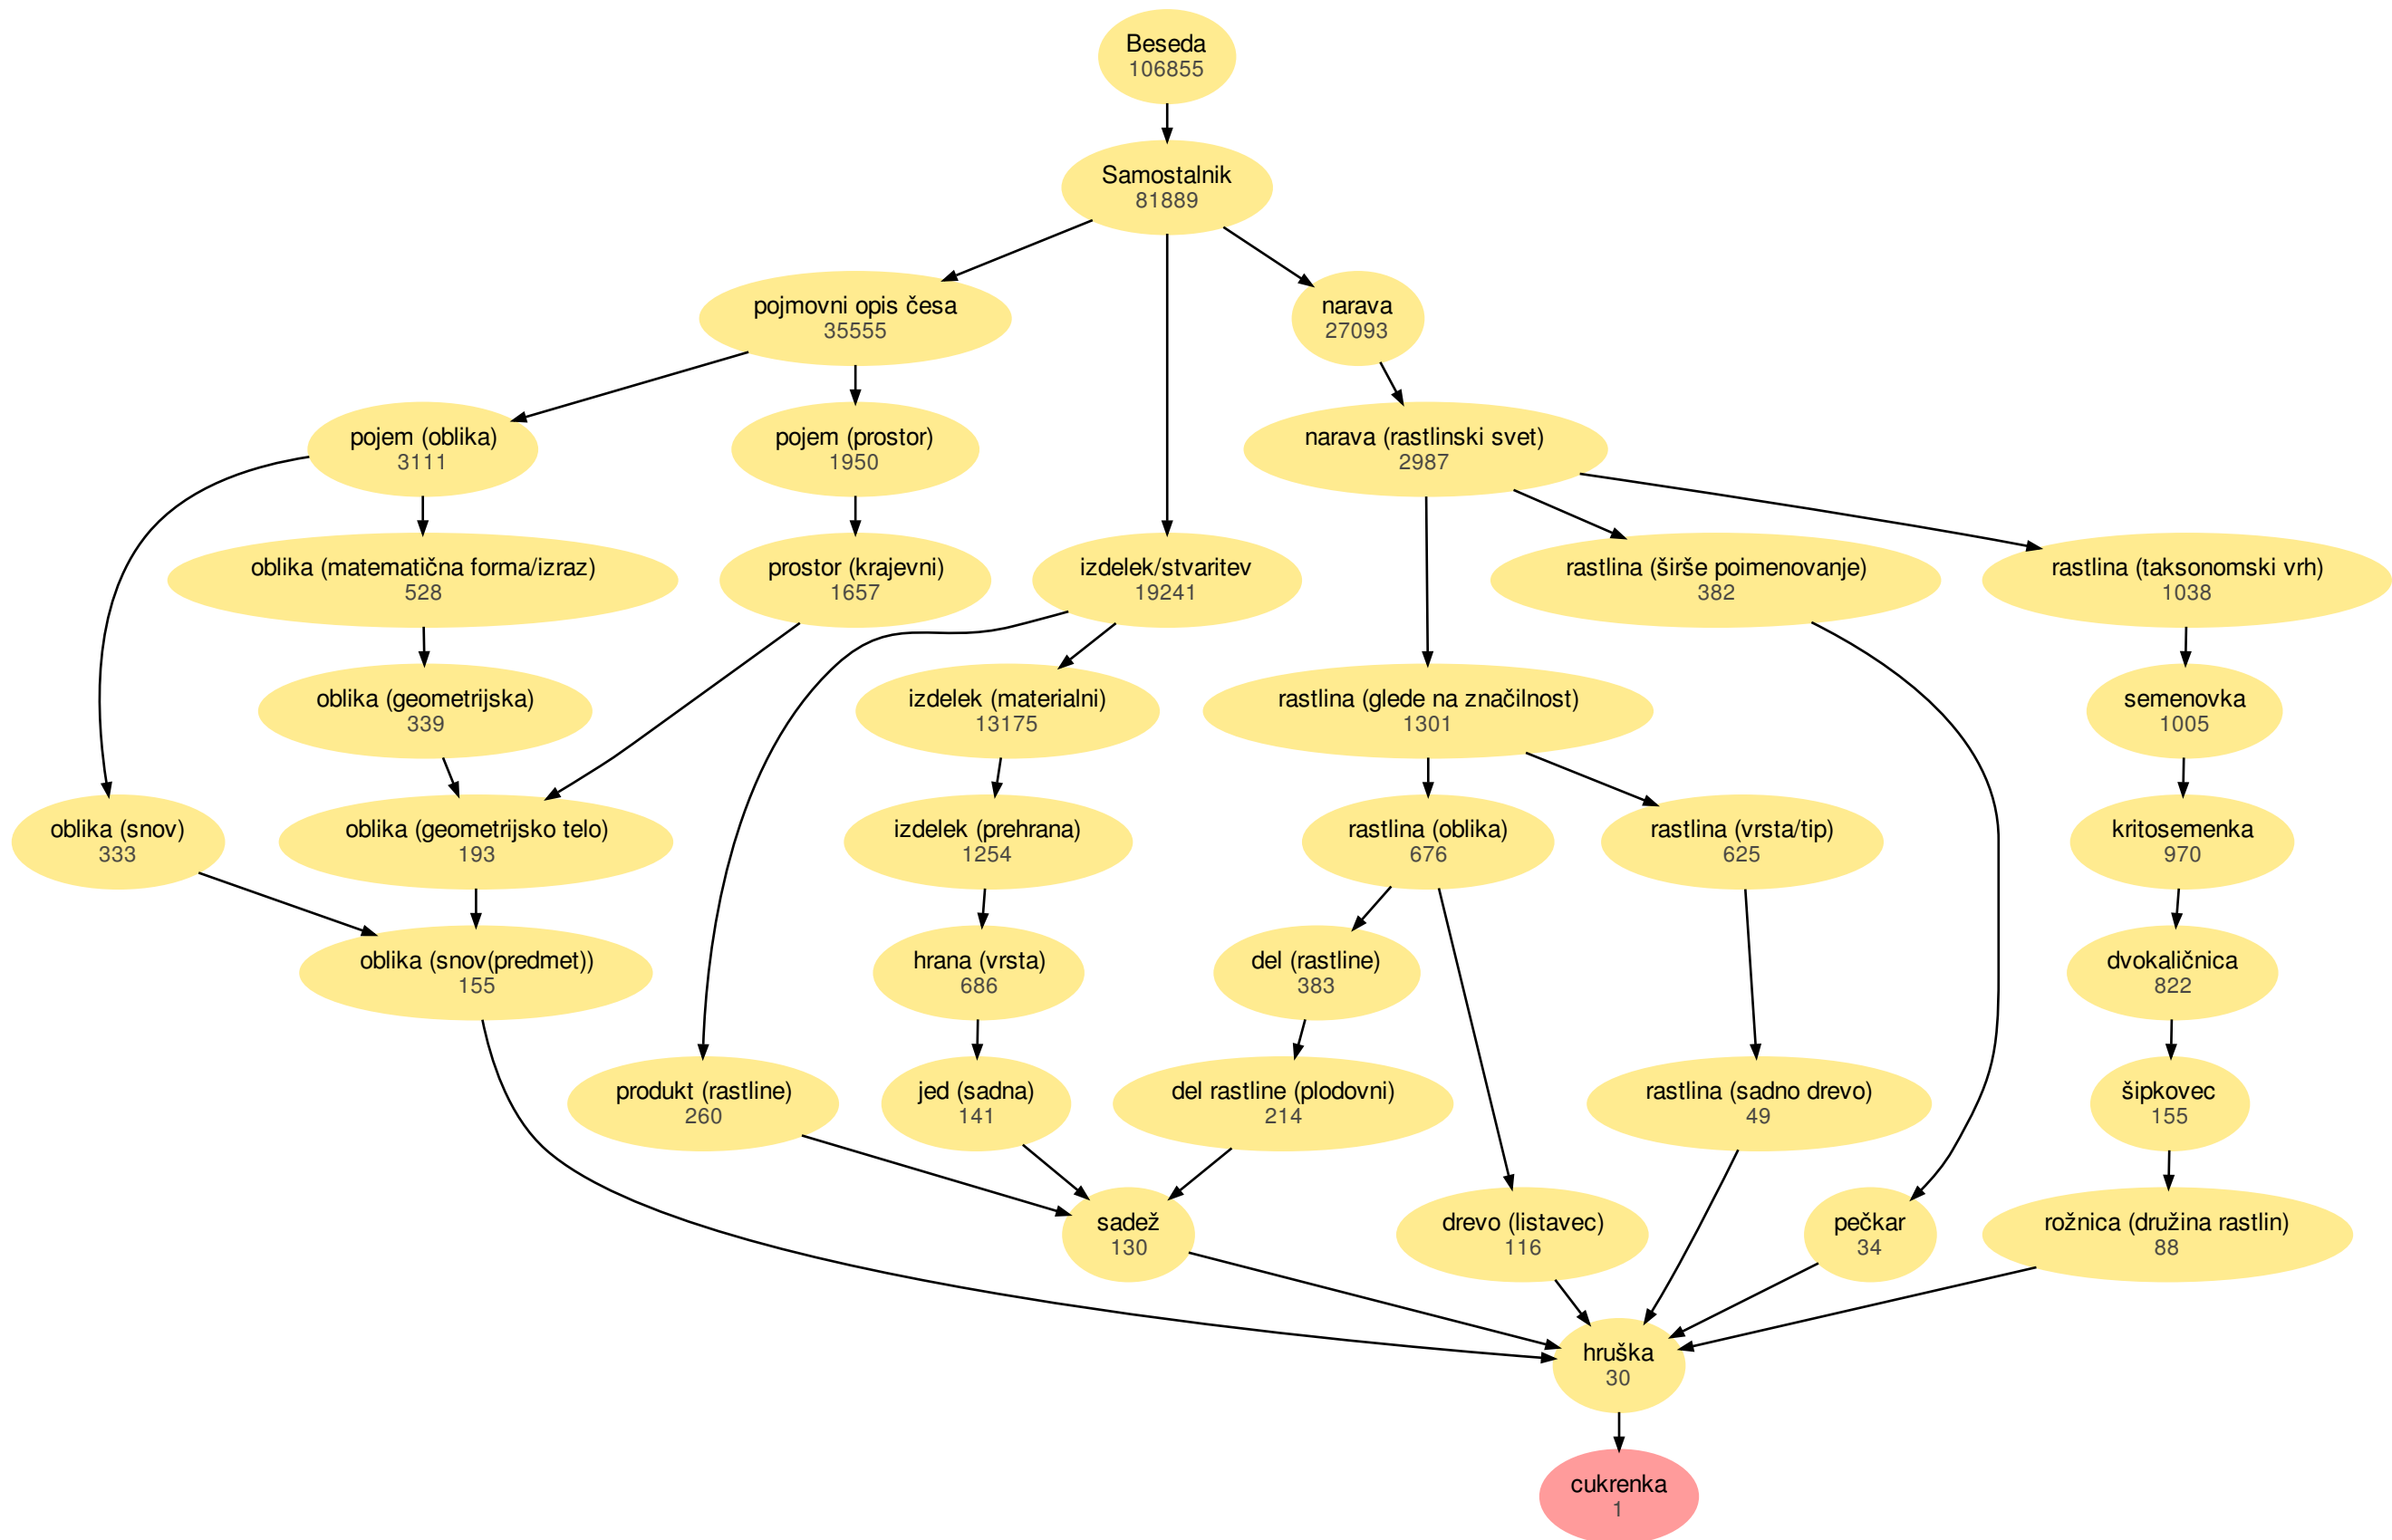 Beseda
106855
Samostalnik
81889
pojmovni opis česa
35555
narava
27093
pojem (oblika)
3111
pojem (prostor)
1950
narava (rastlinski svet)
2987
oblika (matematična forma/izraz)
528
prostor (krajevni)
1657
izdelek/stvaritev
19241
rastlina (širše poimenovanje)
382
rastlina (taksonomski vrh)
1038
oblika (geometrijska)
339
izdelek (materialni)
13175
rastlina (glede na značilnost)
1301
semenovka
1005
oblika (snov)
333
oblika (geometrijsko telo)
193
izdelek (prehrana)
1254
rastlina (oblika)
676
rastlina (vrsta/tip)
625
kritosemenka
970
oblika (snov(predmet))
155
hrana (vrsta)
686
del (rastline)
383
dvokaličnica
822
produkt (rastline)
260
jed (sadna)
141
del rastline (plodovni)
214
rastlina (sadno drevo)
49
šipkovec
155
sadež
130
drevo (listavec)
116
pečkar
34
rožnica (družina rastlin)
88
hruška
30
cukrenka
1